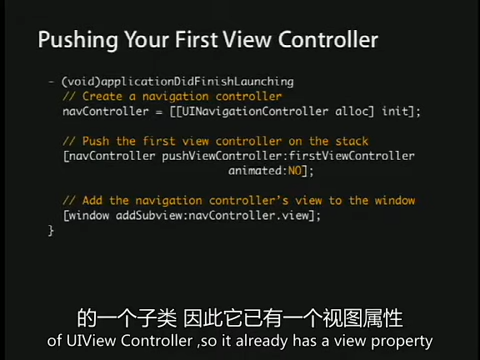 Pushing Your First View Controller
- (void)applicationDidFinishLaunching
// Create a navigation controller
navController = [[UINavigationController alloc] init];
// Push the first view controller on the stack
[navController pushViewController:firstViewController
animated:NO];
// Add the navigation controller's view to the window
[window addSubview:navController.view];
}
的一个子类 因此它已有一个视图属性
of UIView Controller ,so it already has a view property